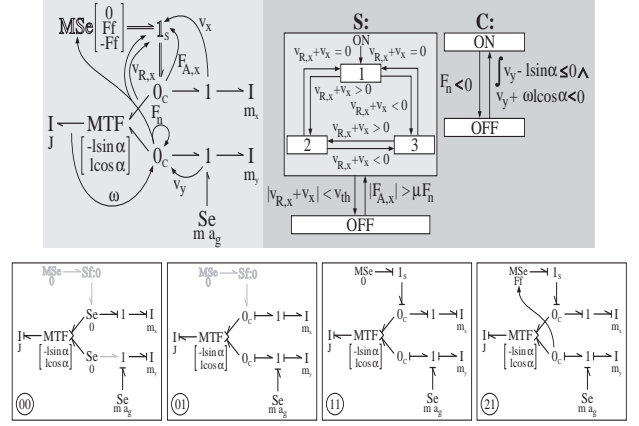 MSe [ 0 Ff -Ff ] 1s vx
vR,x FA,x
0C 1 I
mx
Fn
I MTF
J [ -lsinα lcosα ]
0C 1 I
my
ω vy
Se
m ag
S:
ON
vR,x+vx = 0 vR,x+vx = 0
1
vR,x+vx > 0
vR,x+vx < 0
vR,x+vx > 0
2 3
vR,x+vx < 0
|vR,x+vx| < vth |FA,x| > μFn
OFF
C:
ON
Fn<0 ∫vy - lsinα ≤ 0 ∧
vy + ωlcosα<0
OFF
MSe Sf:0
0
Se 1 I
0 mx
I MTF
J [ -lsinα lcosα ]
Se 1 I
0 my
Se
m ag
00
MSe Sf:0
0
0C 1 I
mx
I MTF
J [ -lsinα lcosα ]
0C 1 I
my
Se
m ag
01
MSe 1s
0
0C 1 I
mx
I MTF
J [ -lsinα lcosα ]
0C 1 I
my
Se
m ag
11
MSe 1s
Ff
0C 1 I
mx
I MTF
J [ -lsinα lcosα ]
0C 1 I
my
Se
m ag
21